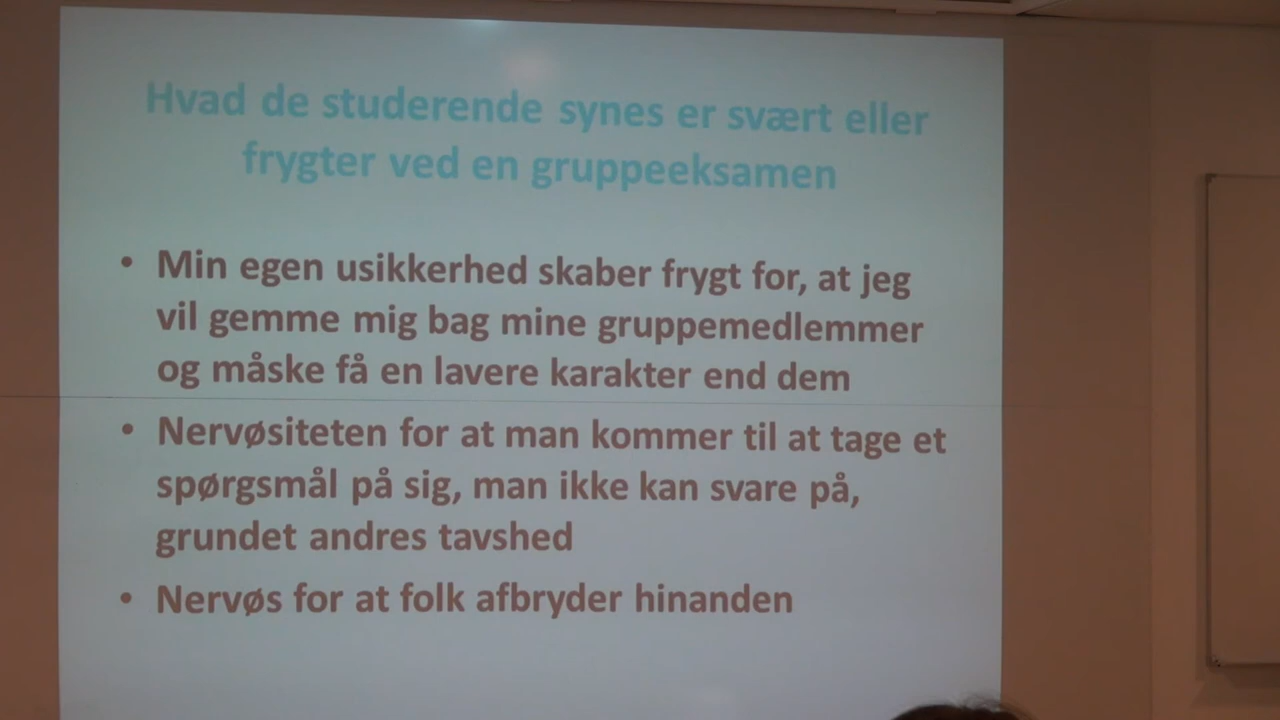 Hvad de studerende synes er svært eller
frygter ved en gruppeeksamen
• Min egen usikkerhed skaber frygt for, at jeg
vil gemme mig bag mine gruppemedlemmer
og måske få en lavere karakter end dem
• Nervøsiteten for at man kommer til at tage et
spørgsmål på sig, man ikke kan svare på,
grundet andres tavshed
• Nervøs for at folk afbryder hinanden